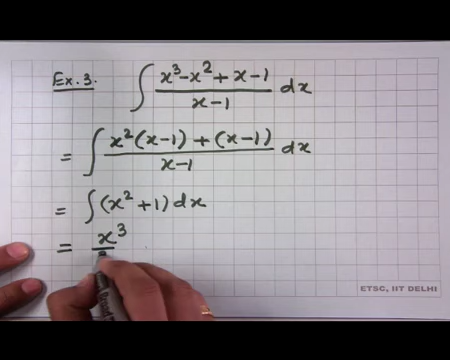 Ex. 3. ∫ (x³ - x² + x - 1)/(x - 1) dx
= ∫ (x²(x-1) + (x-1))/(x-1) dx
= ∫ (x² + 1) dx
= x³/
ETSC, IIT DELHI